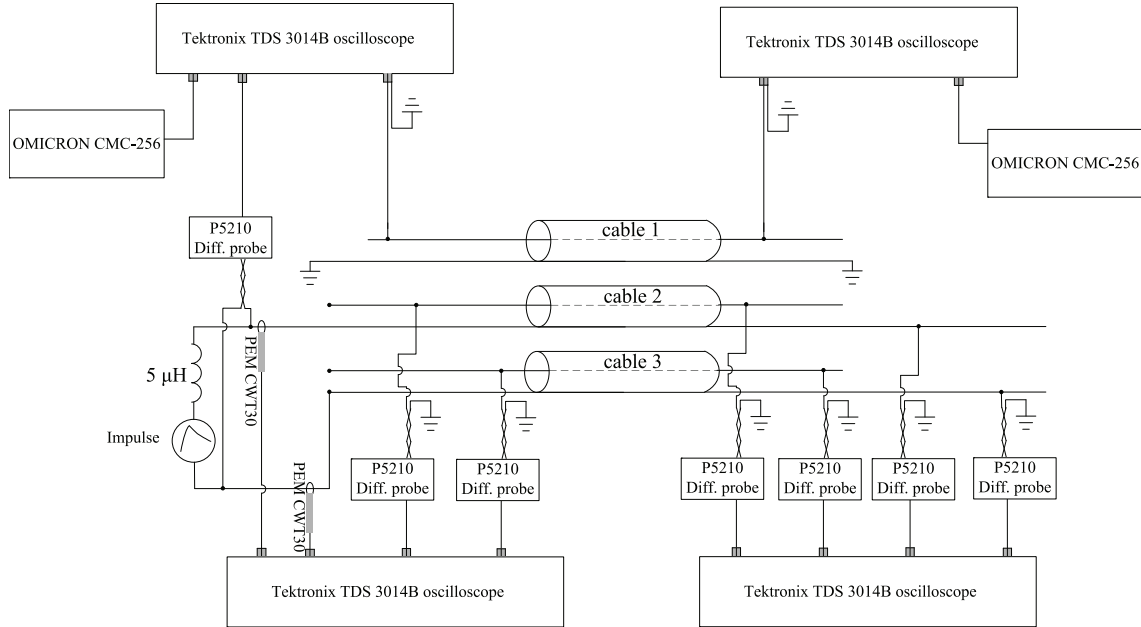 Tektronix TDS 3014B oscilloscope
Tektronix TDS 3014B oscilloscope
OMICRON CMC-256
OMICRON CMC-256
P5210
Diff. probe
cable 1
cable 2
cable 3
PEM CWT30
5 μH
Impulse
PEM CWT30
P5210
Diff. probe
P5210
Diff. probe
P5210
Diff. probe
P5210
Diff. probe
P5210
Diff. probe
P5210
Diff. probe
Tektronix TDS 3014B oscilloscope
Tektronix TDS 3014B oscilloscope